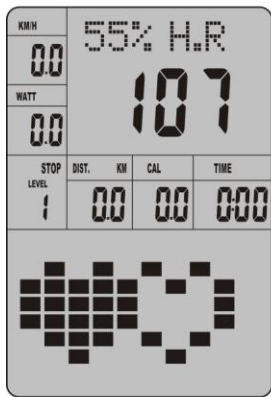 KM/H
0.0
55% H.R
107
WATT
0.0
STOP
LEVEL
1
DIST. KM
0.0
CAL
0.0
TIME
0:00